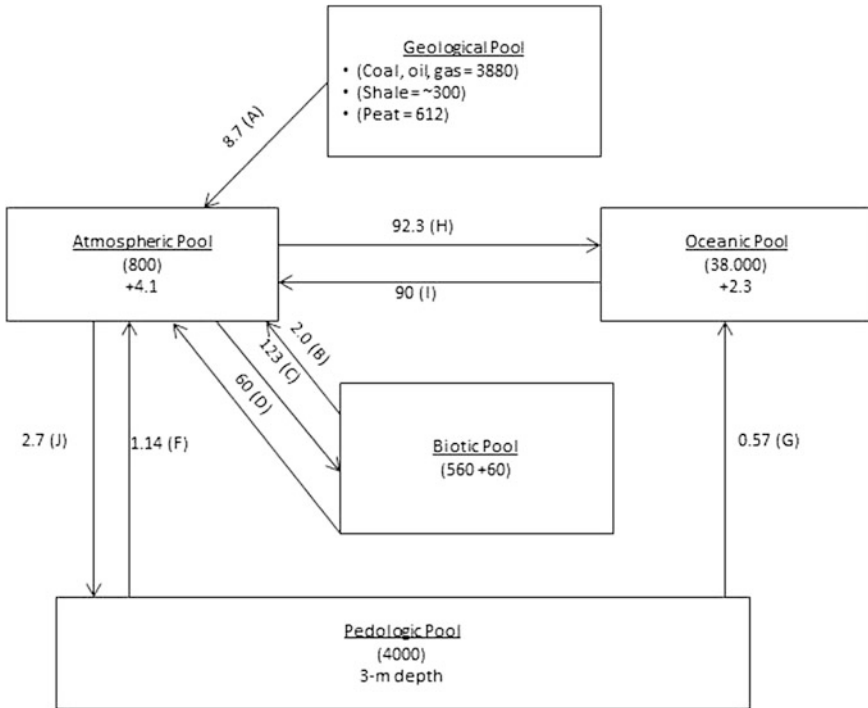 Geological Pool
• (Coal, oil, gas = 3880)
• (Shale = ~300)
• (Peat = 612)
8.7 (A)
Atmospheric Pool
(800)
+4.1
92.3 (H)
90 (I)
Oceanic Pool
(38.000)
+2.3
2.0 (B)
123 (C)
60 (D)
2.7 (J)
1.14 (F)
Biotic Pool
(560 +60)
0.57 (G)
Pedologic Pool
(4000)
3-m depth